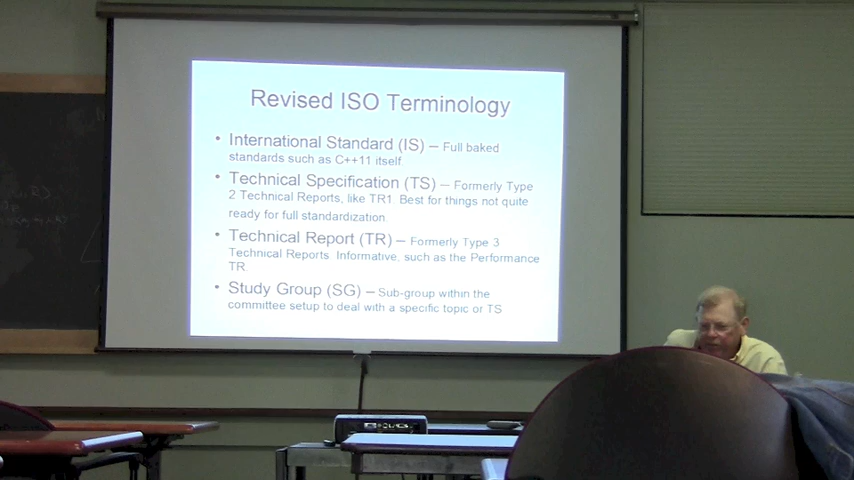 Revised ISO Terminology
• International Standard (IS) – Full baked
standards such as C++11 itself
• Technical Specification (TS) – Formerly Type
2 Technical Reports, like TR1. Best for things not quite
ready for full standardization.
• Technical Report (TR) – Formerly Type 3
Technical Reports. Informative, such as the Performance
TR.
• Study Group (SG) – Sub-group within the
committee setup to deal with a specific topic or TS